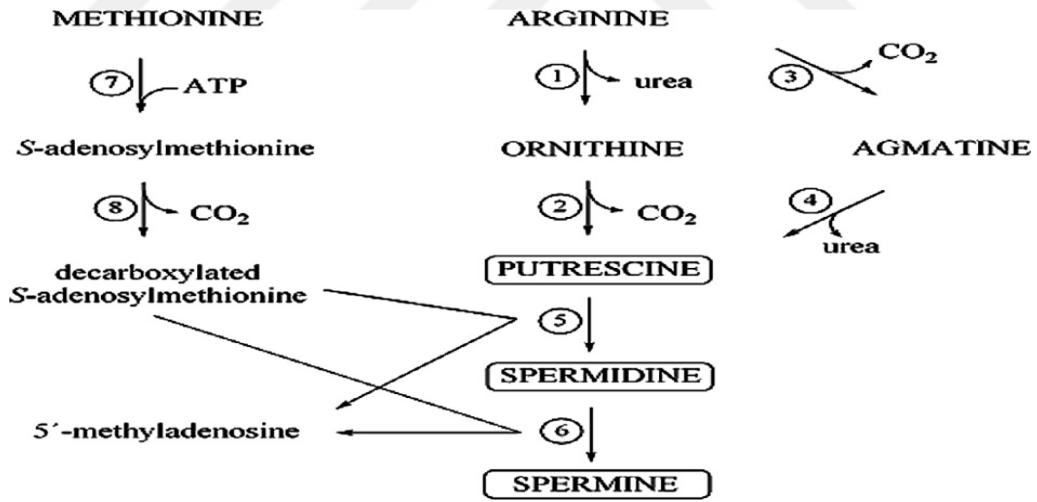 METHIONINE
ARGININE
7
ATP
1
urea
3
CO2
S-adenosylmethionine
ORNITHINE
AGMATINE
8
CO2
2
CO2
4
urea
decarboxylated
S-adenosylmethionine
PUTRESCINE
5
SPERMIDINE
5´-methyladenosine
6
SPERMINE